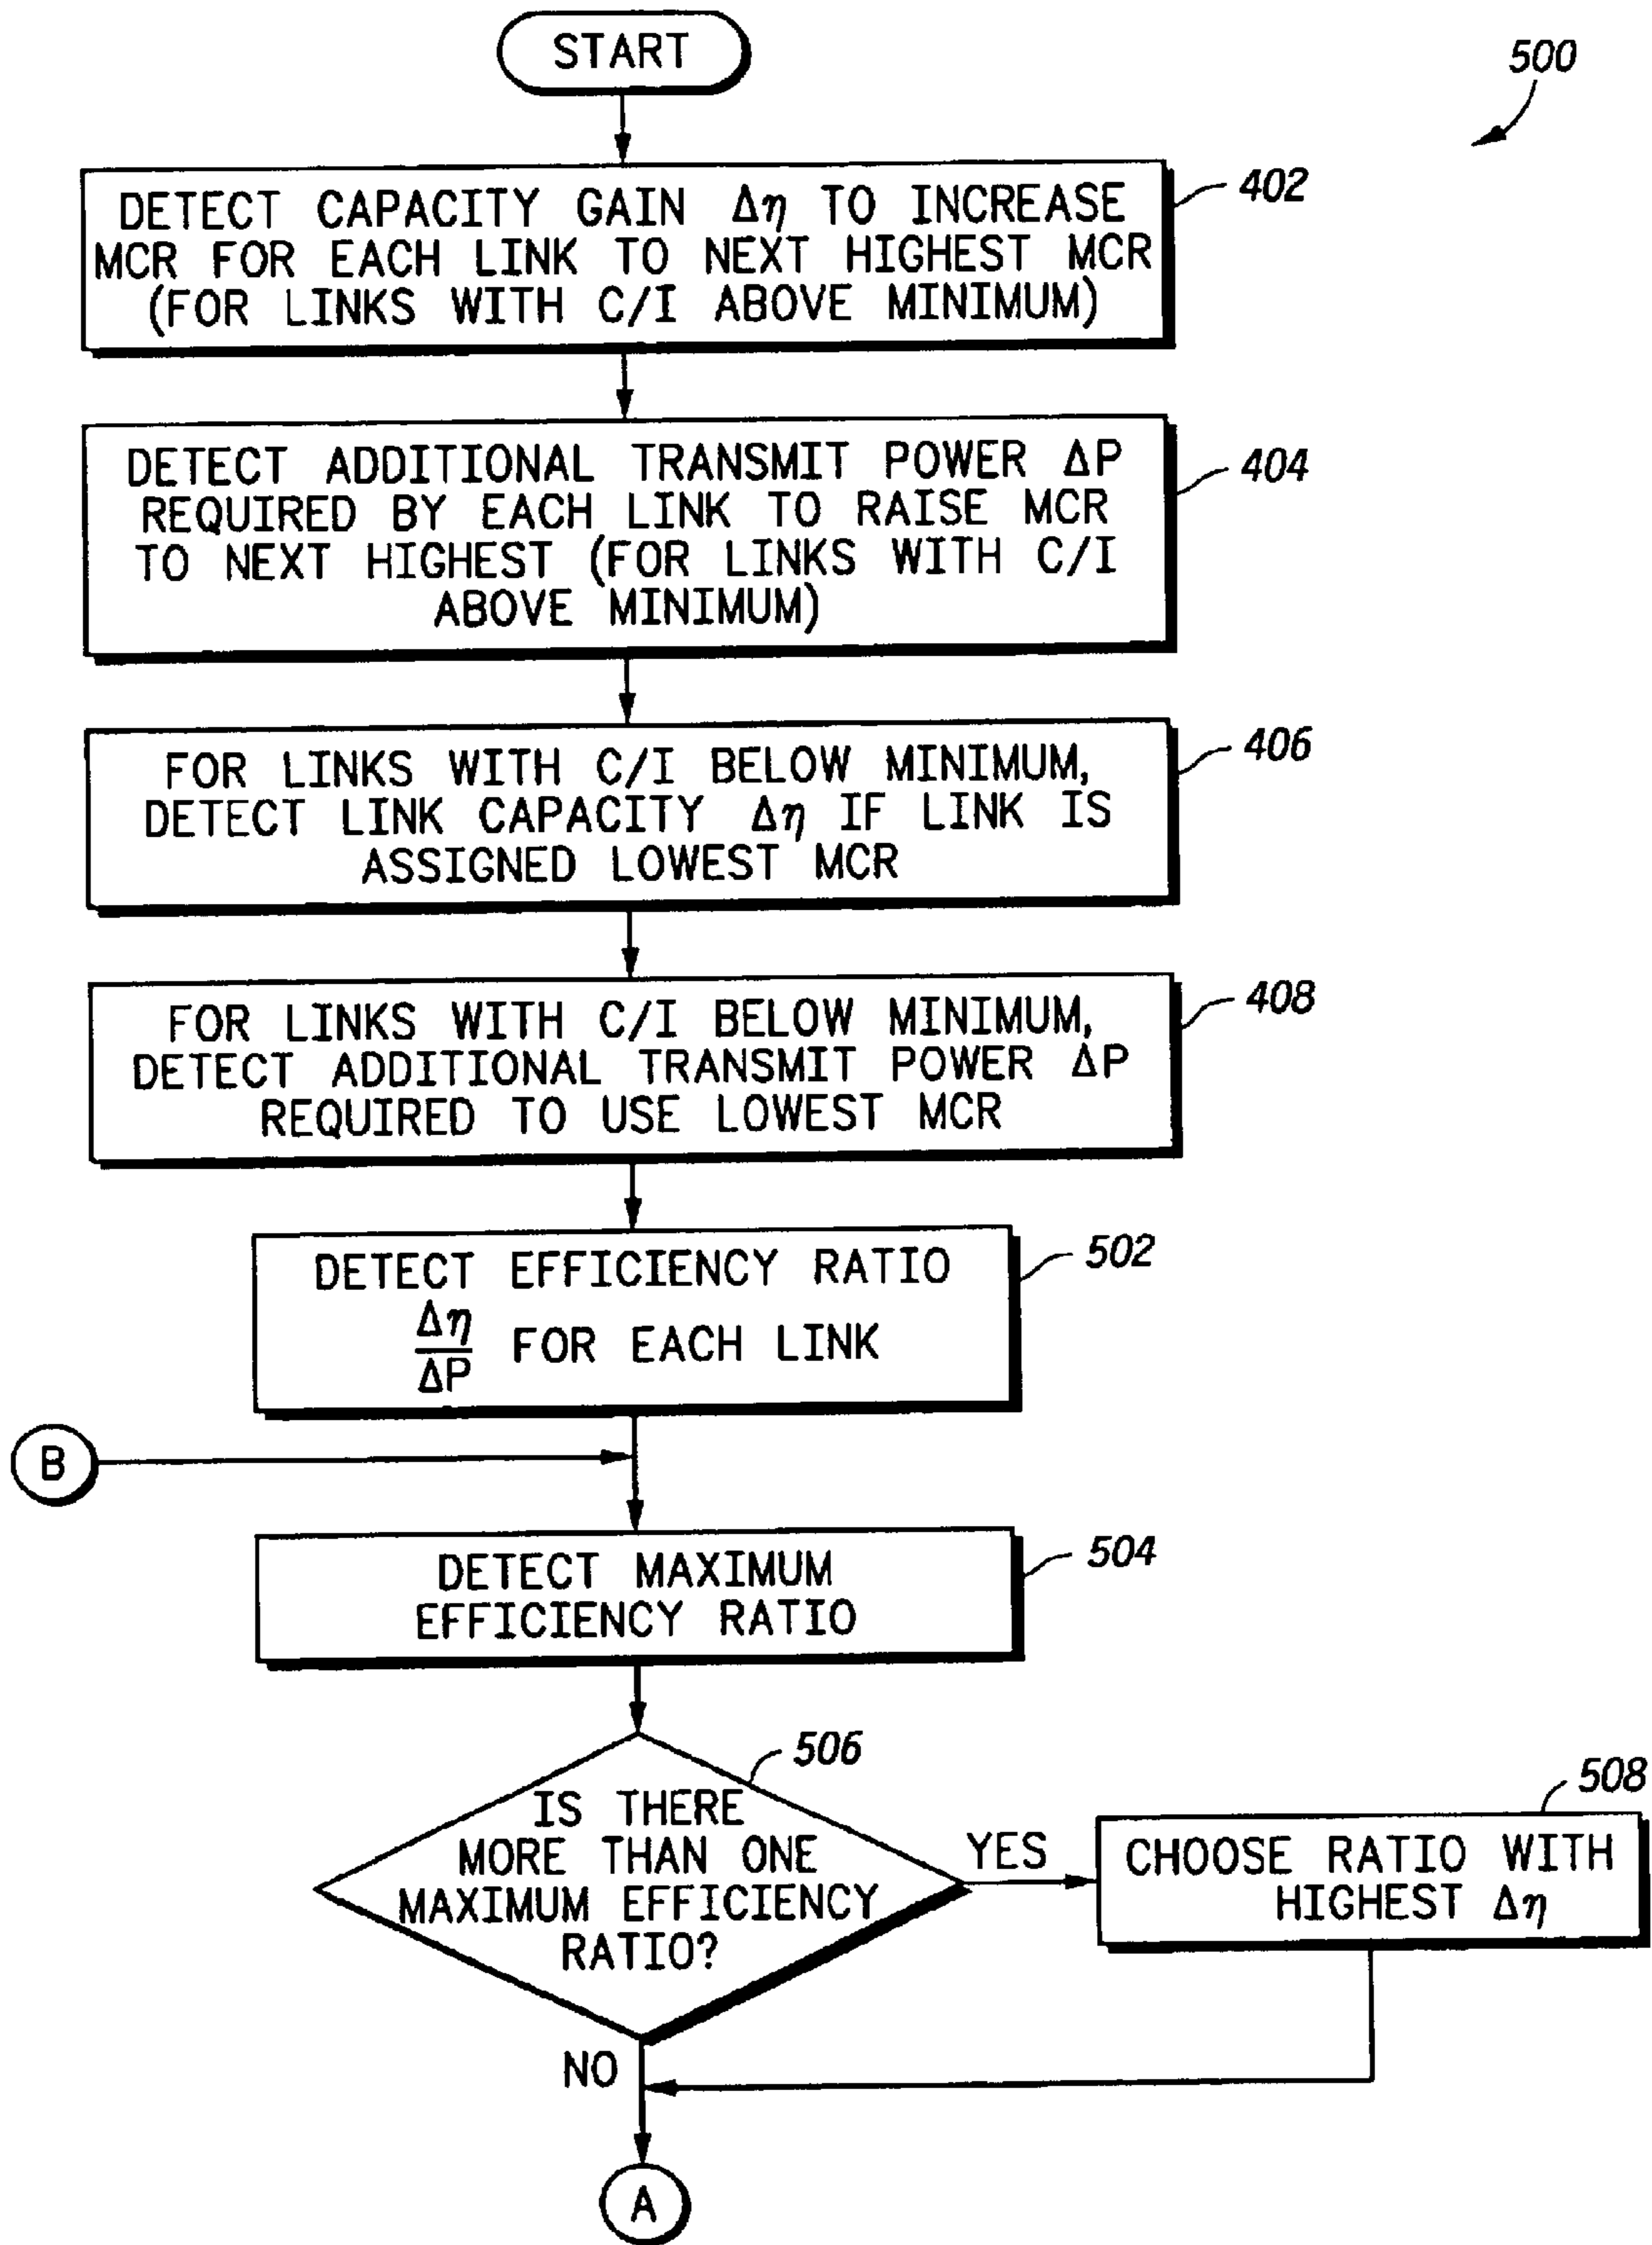 START
500
DETECT CAPACITY GAIN Δη TO INCREASE
MCR FOR EACH LINK TO NEXT HIGHEST MCR
(FOR LINKS WITH C/I ABOVE MINIMUM)
402
DETECT ADDITIONAL TRANSMIT POWER ΔP
REQUIRED BY EACH LINK TO RAISE MCR
TO NEXT HIGHEST (FOR LINKS WITH C/I
ABOVE MINIMUM)
404
FOR LINKS WITH C/I BELOW MINIMUM,
DETECT LINK CAPACITY Δη IF LINK IS
ASSIGNED LOWEST MCR
406
FOR LINKS WITH C/I BELOW MINIMUM,
DETECT ADDITIONAL TRANSMIT POWER ΔP
REQUIRED TO USE LOWEST MCR
408
DETECT EFFICIENCY RATIO
Δη
ΔP
FOR EACH LINK
502
B
DETECT MAXIMUM
EFFICIENCY RATIO
504
IS THERE
MORE THAN ONE
MAXIMUM EFFICIENCY
RATIO?
506
YES
CHOOSE RATIO WITH
HIGHEST Δη
508
NO
A